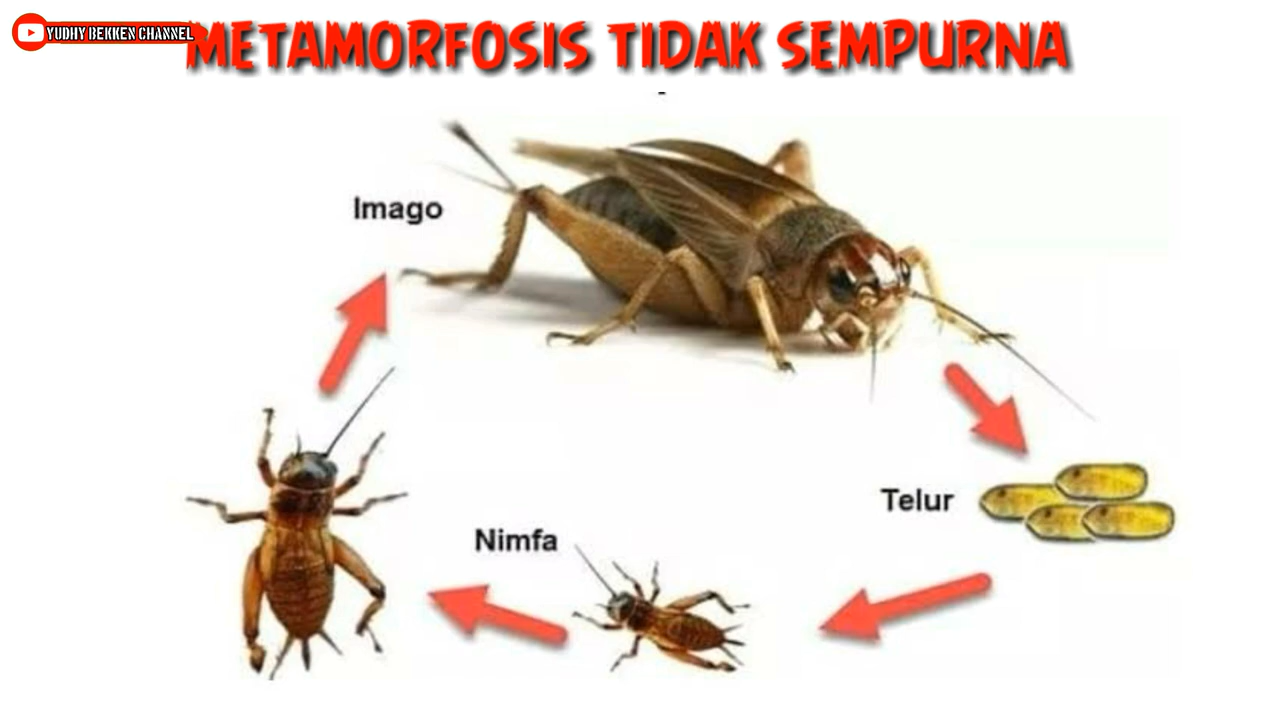 YUDHY BEKKEN CHANNEL
METAMORFOSIS TIDAK SEMPURNA
Imago
Telur
Nimfa